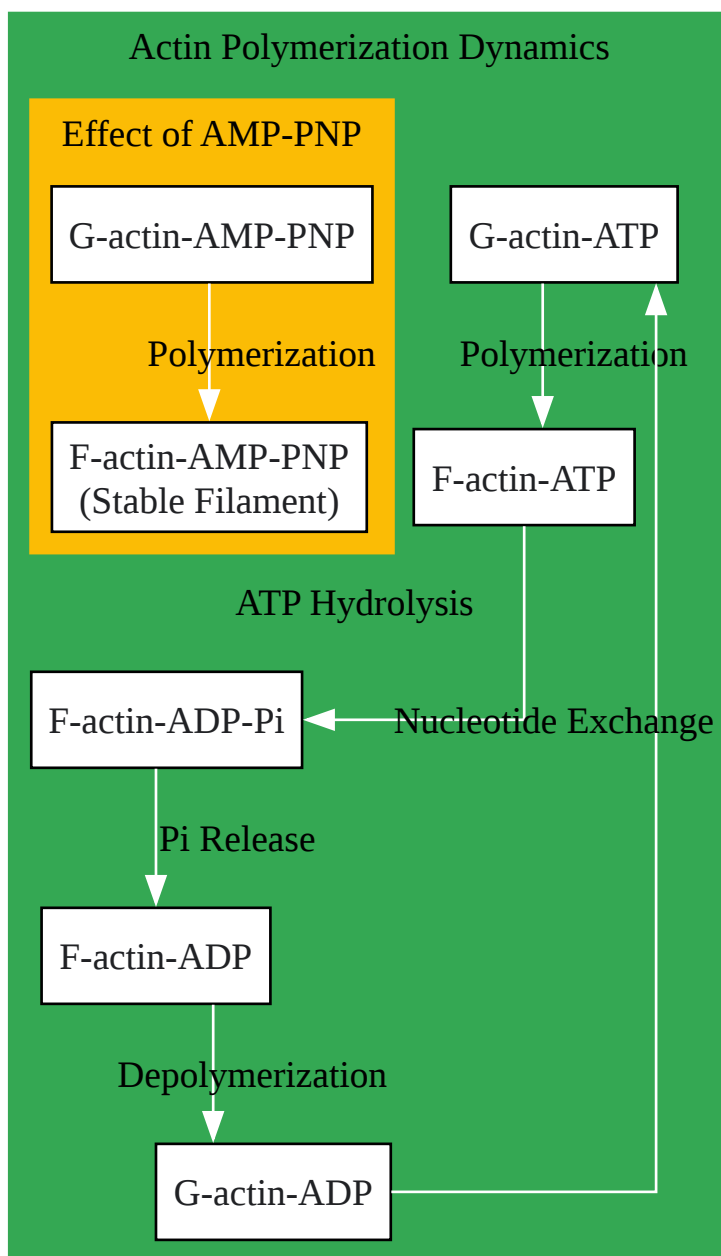 Actin Polymerization Dynamics
Effect of AMP-PNP
G-actin-AMP-PNP
G-actin-ATP
Polymerization
Polymerization
F-actin-AMP-PNP
(Stable Filament)
F-actin-ATP
ATP Hydrolysis
F-actin-ADP-Pi
Nucleotide Exchange
Pi Release
F-actin-ADP
Depolymerization
G-actin-ADP